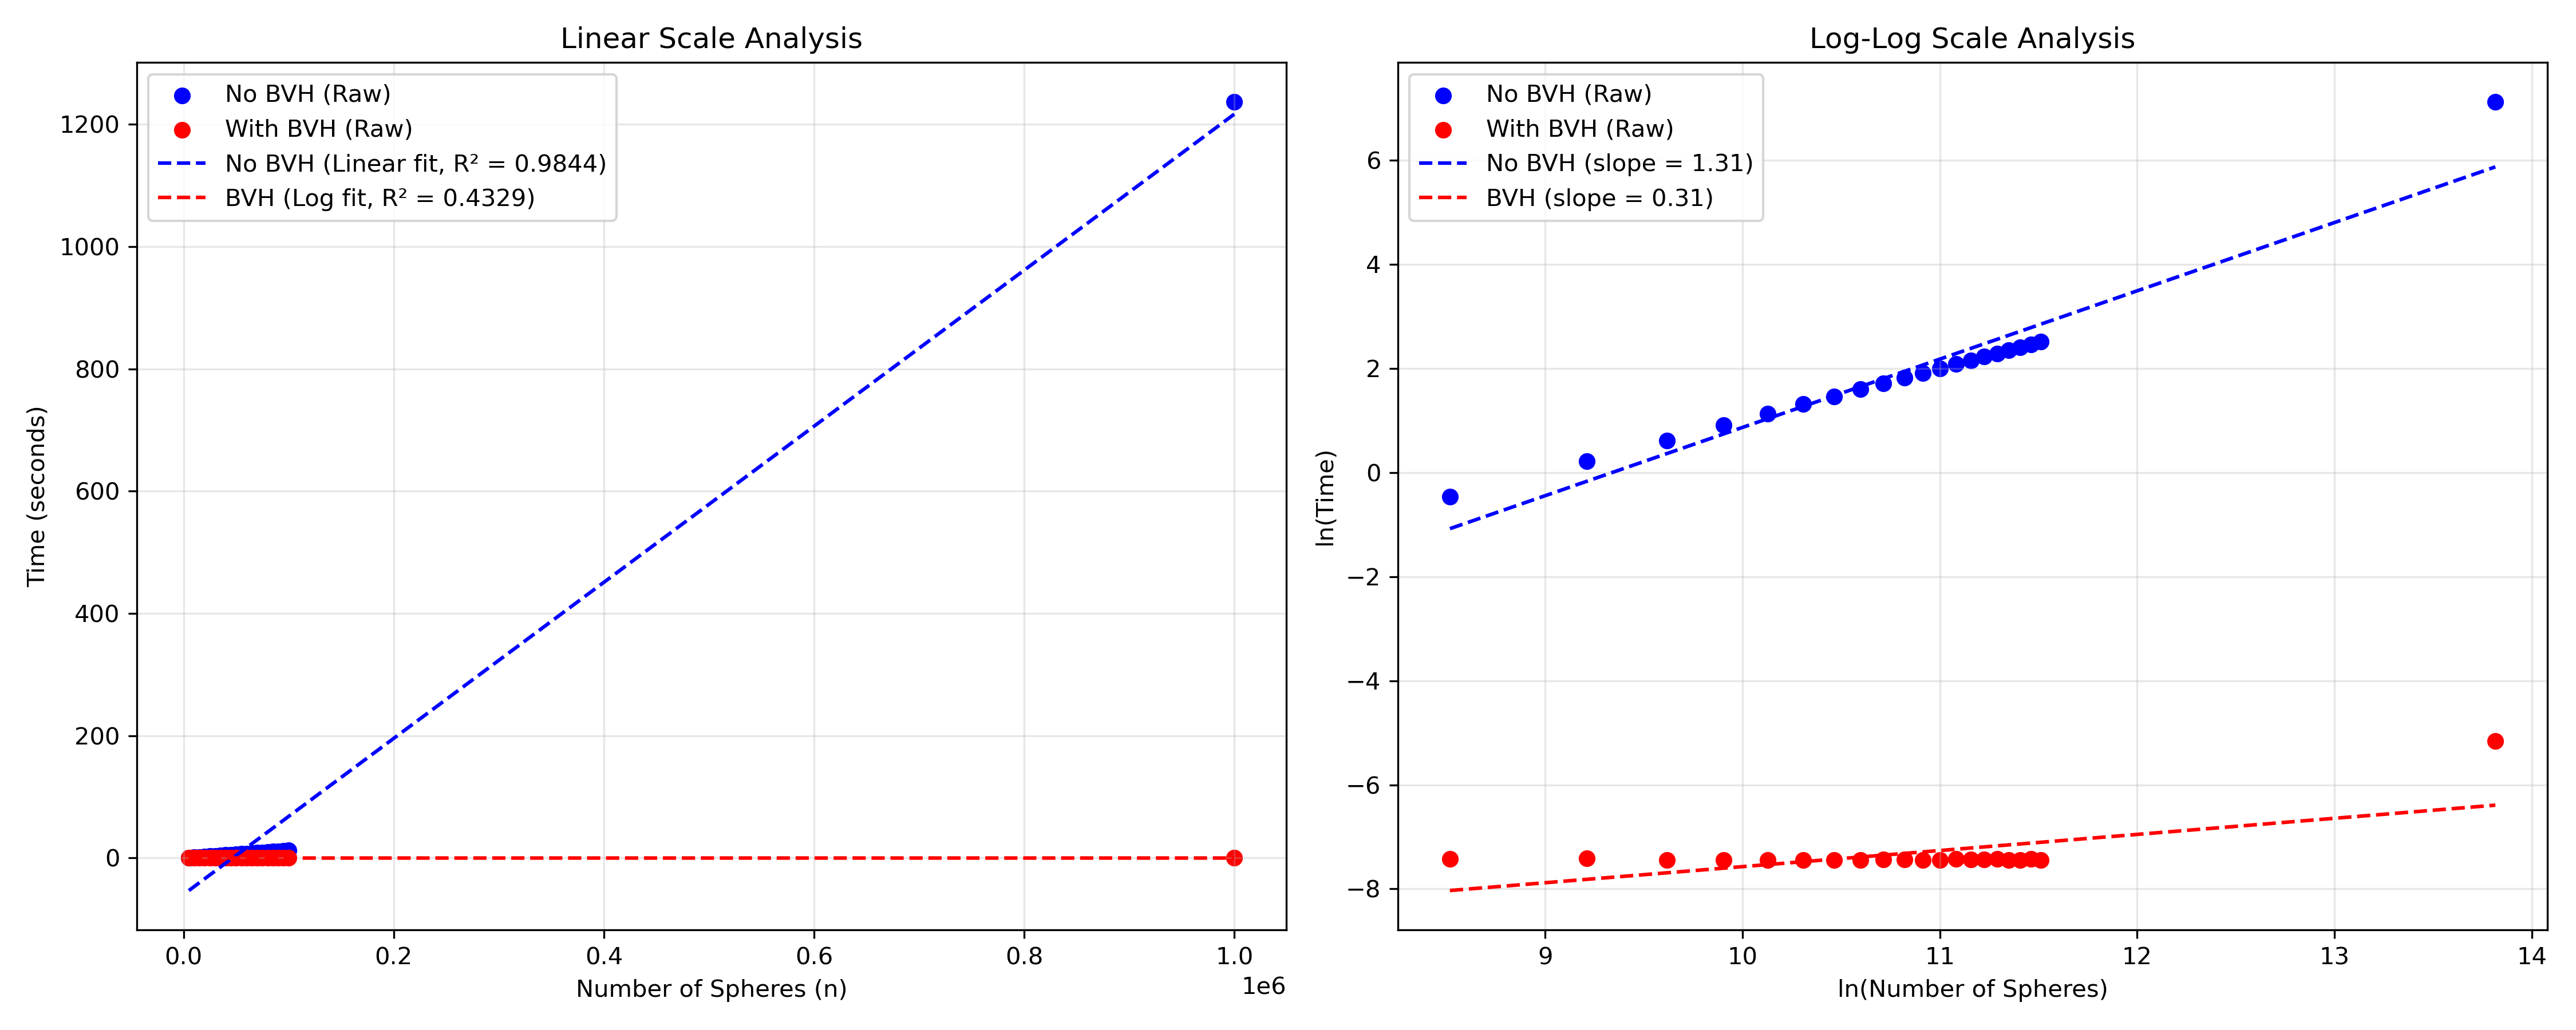 Linear Scale Analysis
No BVH (Raw)
With BVH (Raw)
No BVH (Linear fit, R² = 0.9844)
BVH (Log fit, R² = 0.4329)
Time (seconds)
1200
1000
800
600
400
200
0
0.0 0.2 0.4 0.6 0.8 1.0
1e6
Number of Spheres (n)
Log-Log Scale Analysis
No BVH (Raw)
With BVH (Raw)
No BVH (slope = 1.31)
BVH (slope = 0.31)
ln(Time)
6
4
2
0
−2
−4
−6
−8
9 10 11 12 13 14
ln(Number of Spheres)